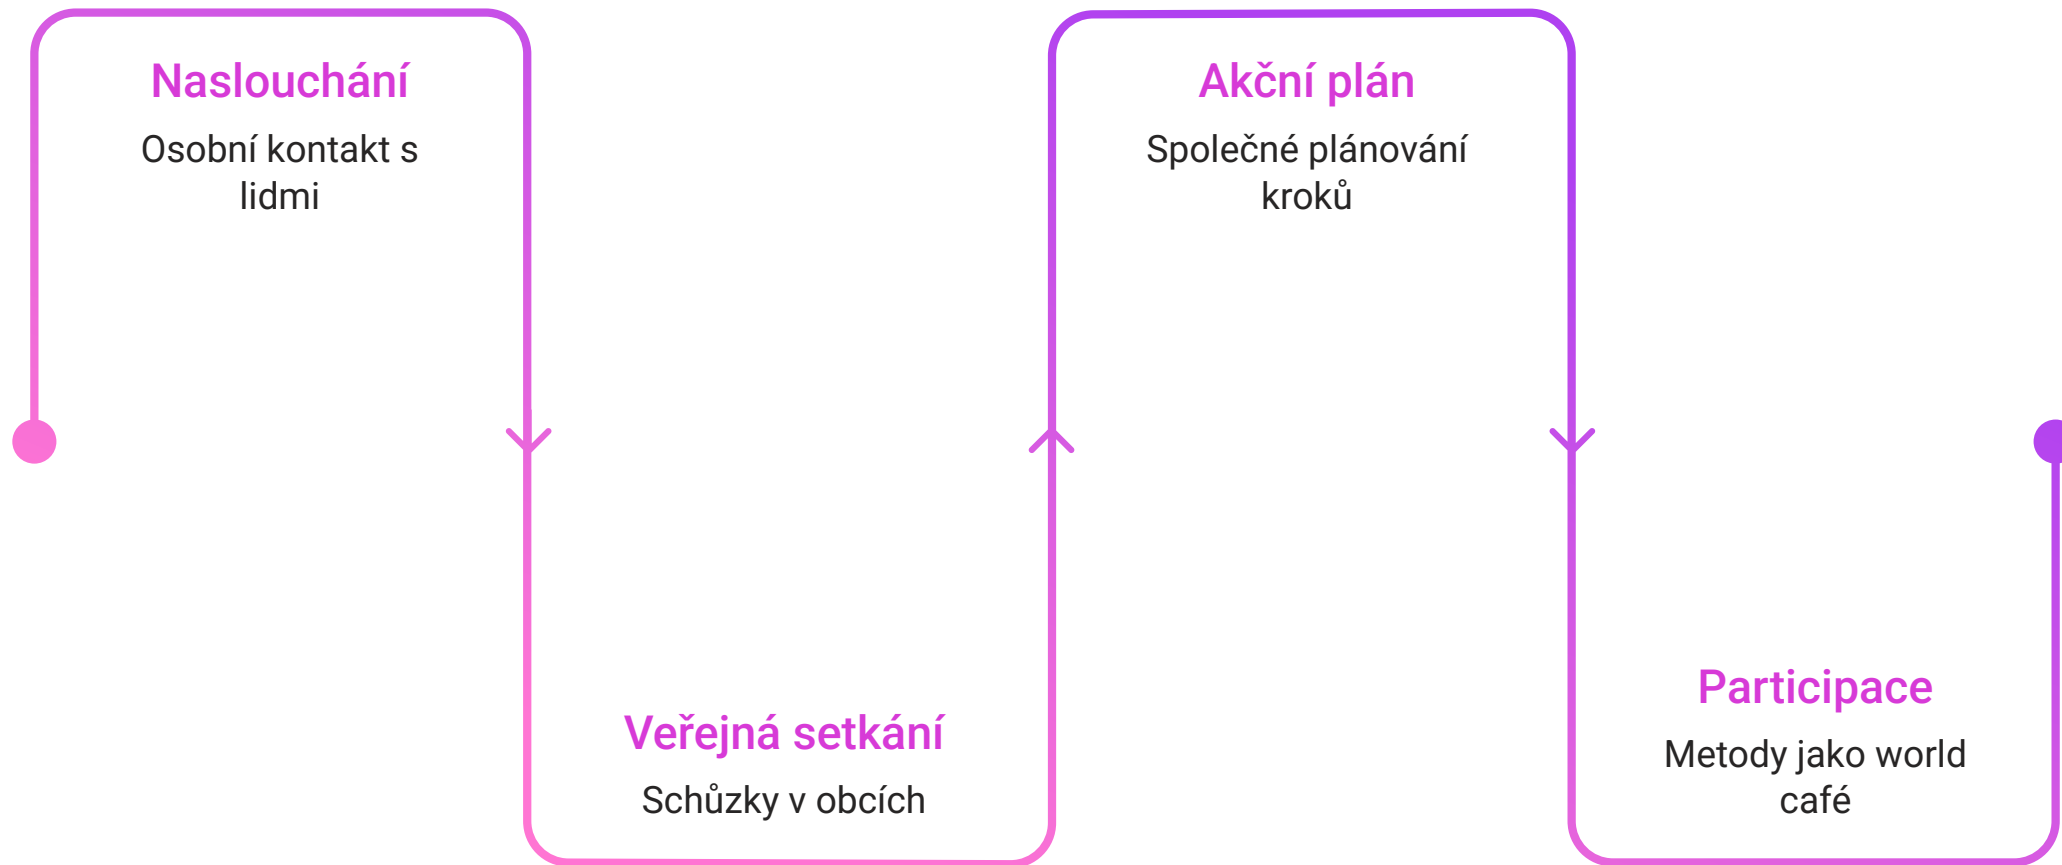 Naslouchání
Osobní kontakt s
lidmi
Veřejná setkání
Schůzky v obcích
Akční plán
Společné plánování
kroků
Participace
Metody jako world
café